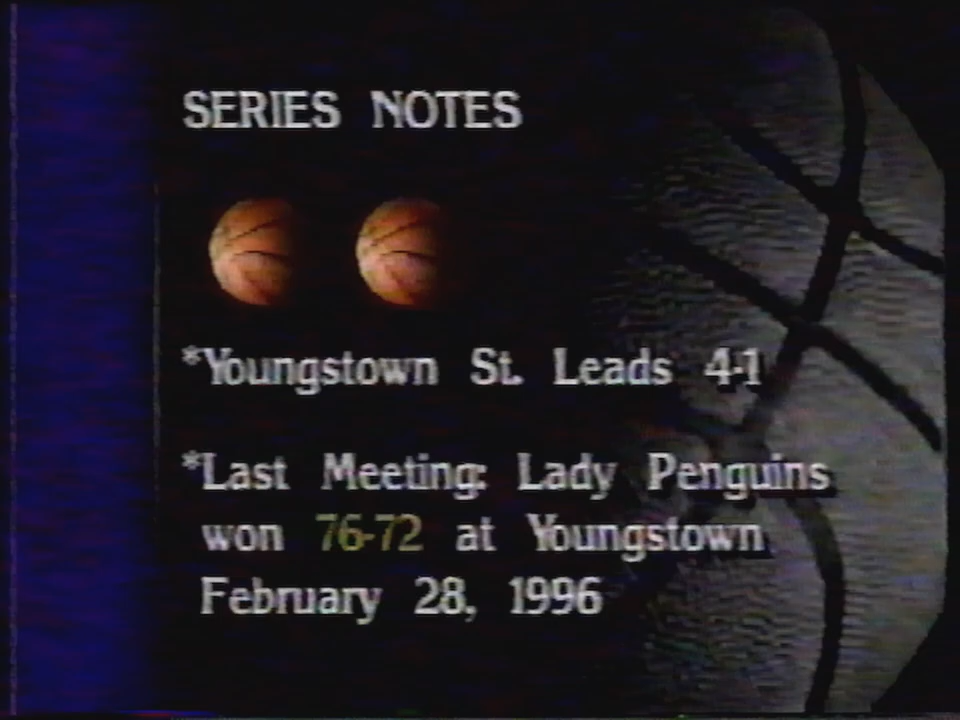 SERIES NOTES
*Youngstown St. Leads 4-1
*Last Meeting: Lady Penguins
won 76-72 at Youngstown
February 28, 1996